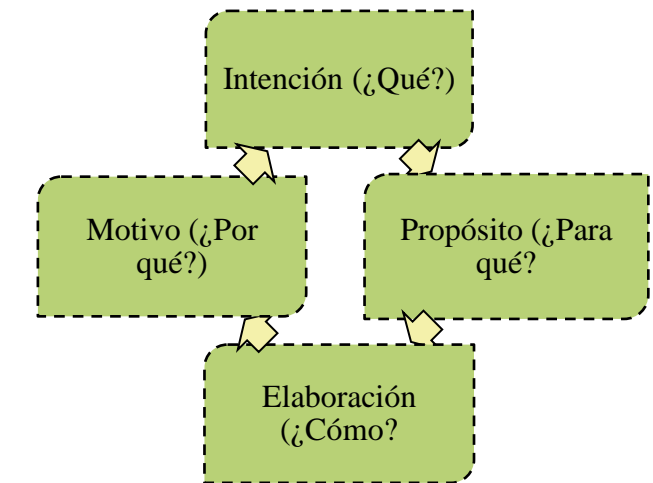 Intención (¿Qué?)
Motivo (¿Por
qué?)
Propósito (¿Para
qué?
Elaboración
(¿Cómo?